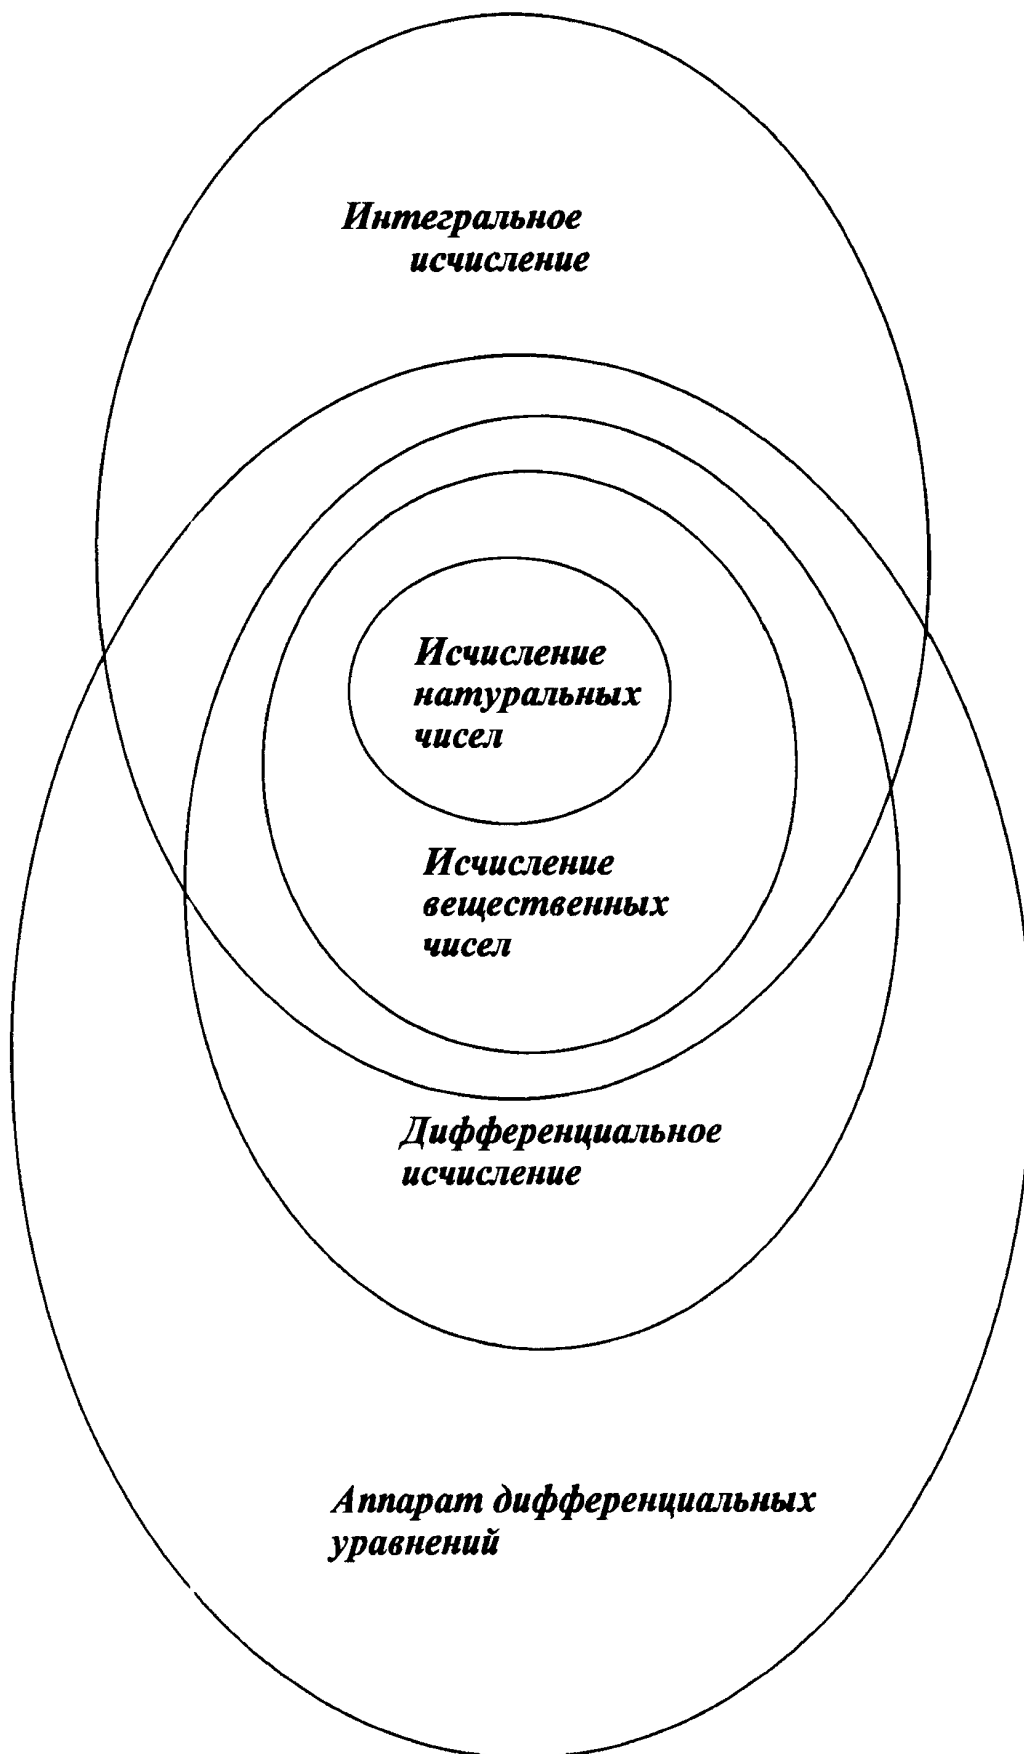 Интегральное
исчисление
Исчисление
натуральных
чисел
Исчисление
вещественных
чисел
Дифференциальное
исчисление
Аппарат дифференциальных
уравнений